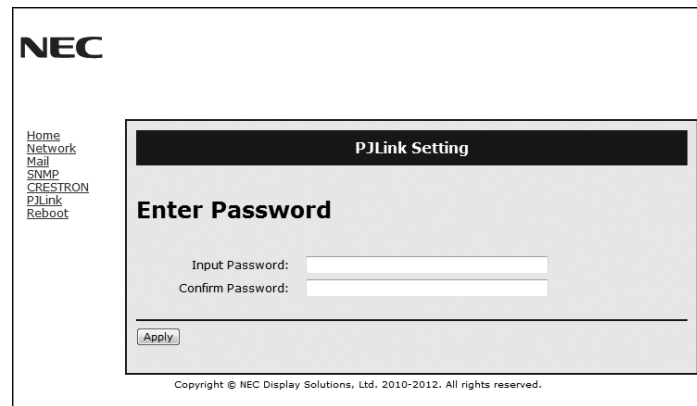 NEC
Home
Network
Mail
SNMP
CRESTRON
PJLink
Reboot
PJLink Setting
Enter Password
Input Password:
Confirm Password:
Apply
Copyright © NEC Display Solutions, Ltd. 2010-2012. All rights reserved.